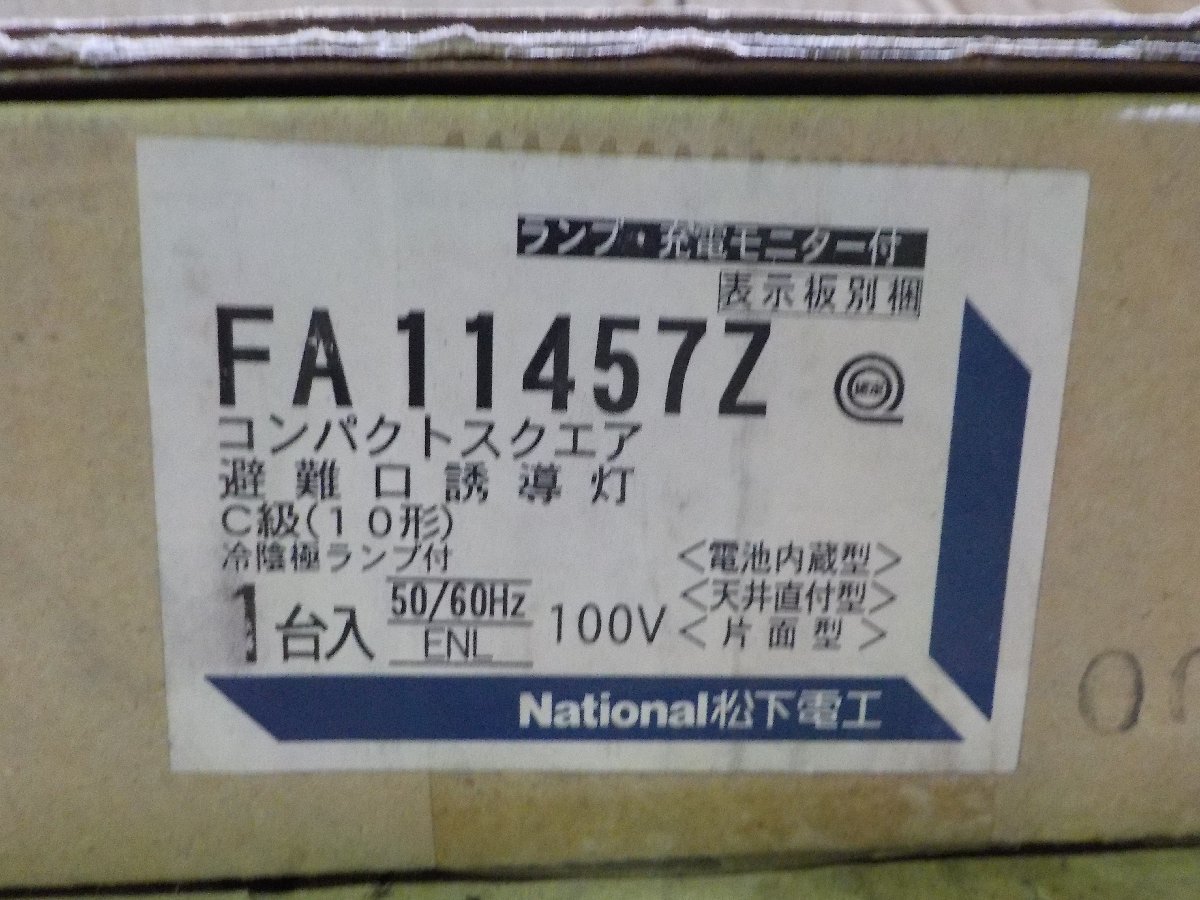 ランプ・充電モニター付
表示板別梱
FA11457Z
コンパクトスクエア
避難口誘導灯
C級(10形)
冷陰極ランプ付
1台入
50/60Hz
ENL
100V
<電池内蔵型>
<天井直付型>
<片面型>
National松下電工